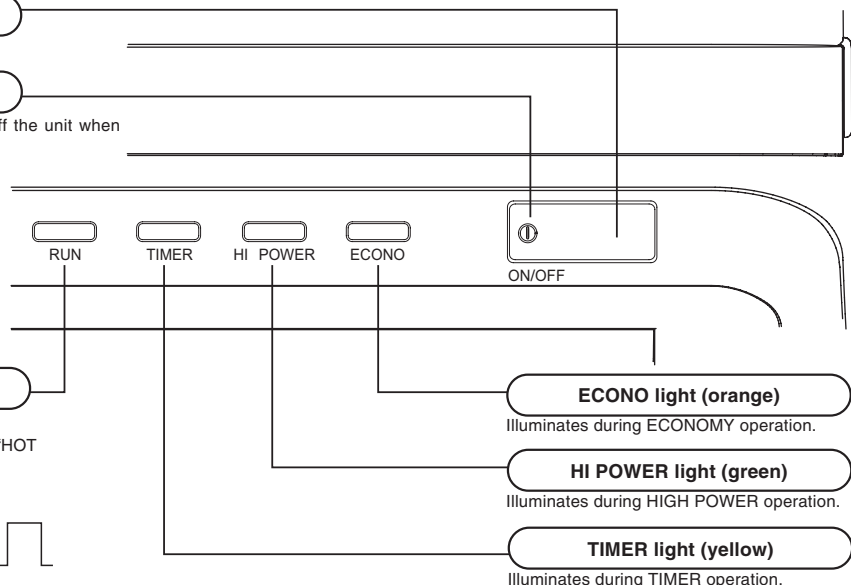 the unit when
RUN TIMER HI POWER ECONO
ON/OFF
ECONO light (orange)
Illuminates during ECONOMY operation.
HI POWER light (green)
Illuminates during HIGH POWER operation.
HOT
TIMER light (yellow)
Illuminates during TIMER operation.